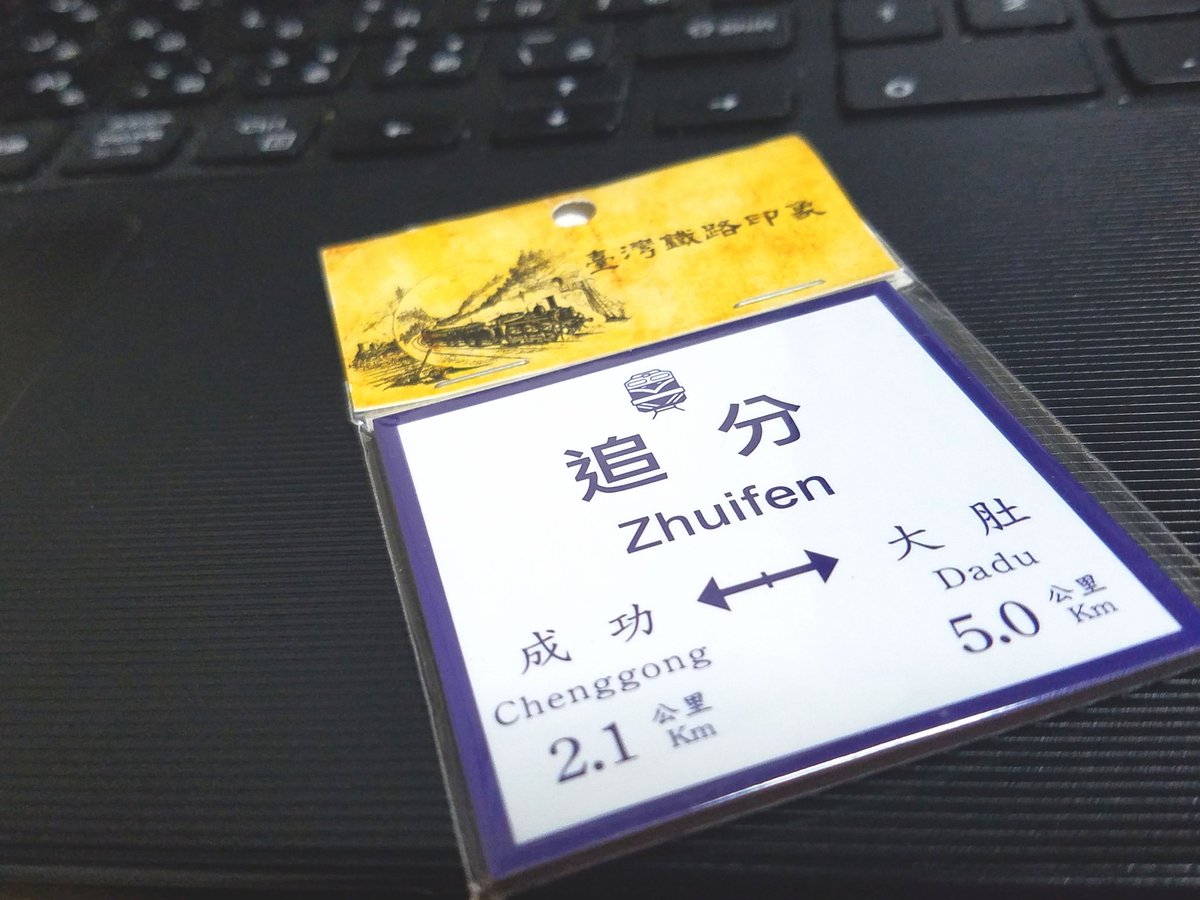 臺灣鐵路印象
追分
Zhuifen
成功
Chenggong
2.1 公里 Km
大肚
Dadu
5.0 公里 Km